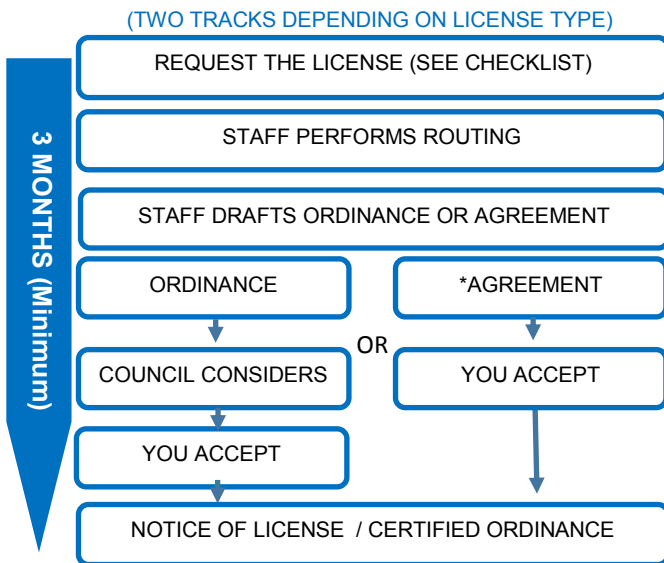 (TWO TRACKS DEPENDING ON LICENSE TYPE)
REQUEST THE LICENSE (SEE CHECKLIST)
STAFF PERFORMS ROUTING
STAFF DRAFTS ORDINANCE OR AGREEMENT
3 MONTHS (Minimum)
ORDINANCE
*AGREEMENT
OR
COUNCIL CONSIDERS
YOU ACCEPT
YOU ACCEPT
NOTICE OF LICENSE / CERTIFIED ORDINANCE